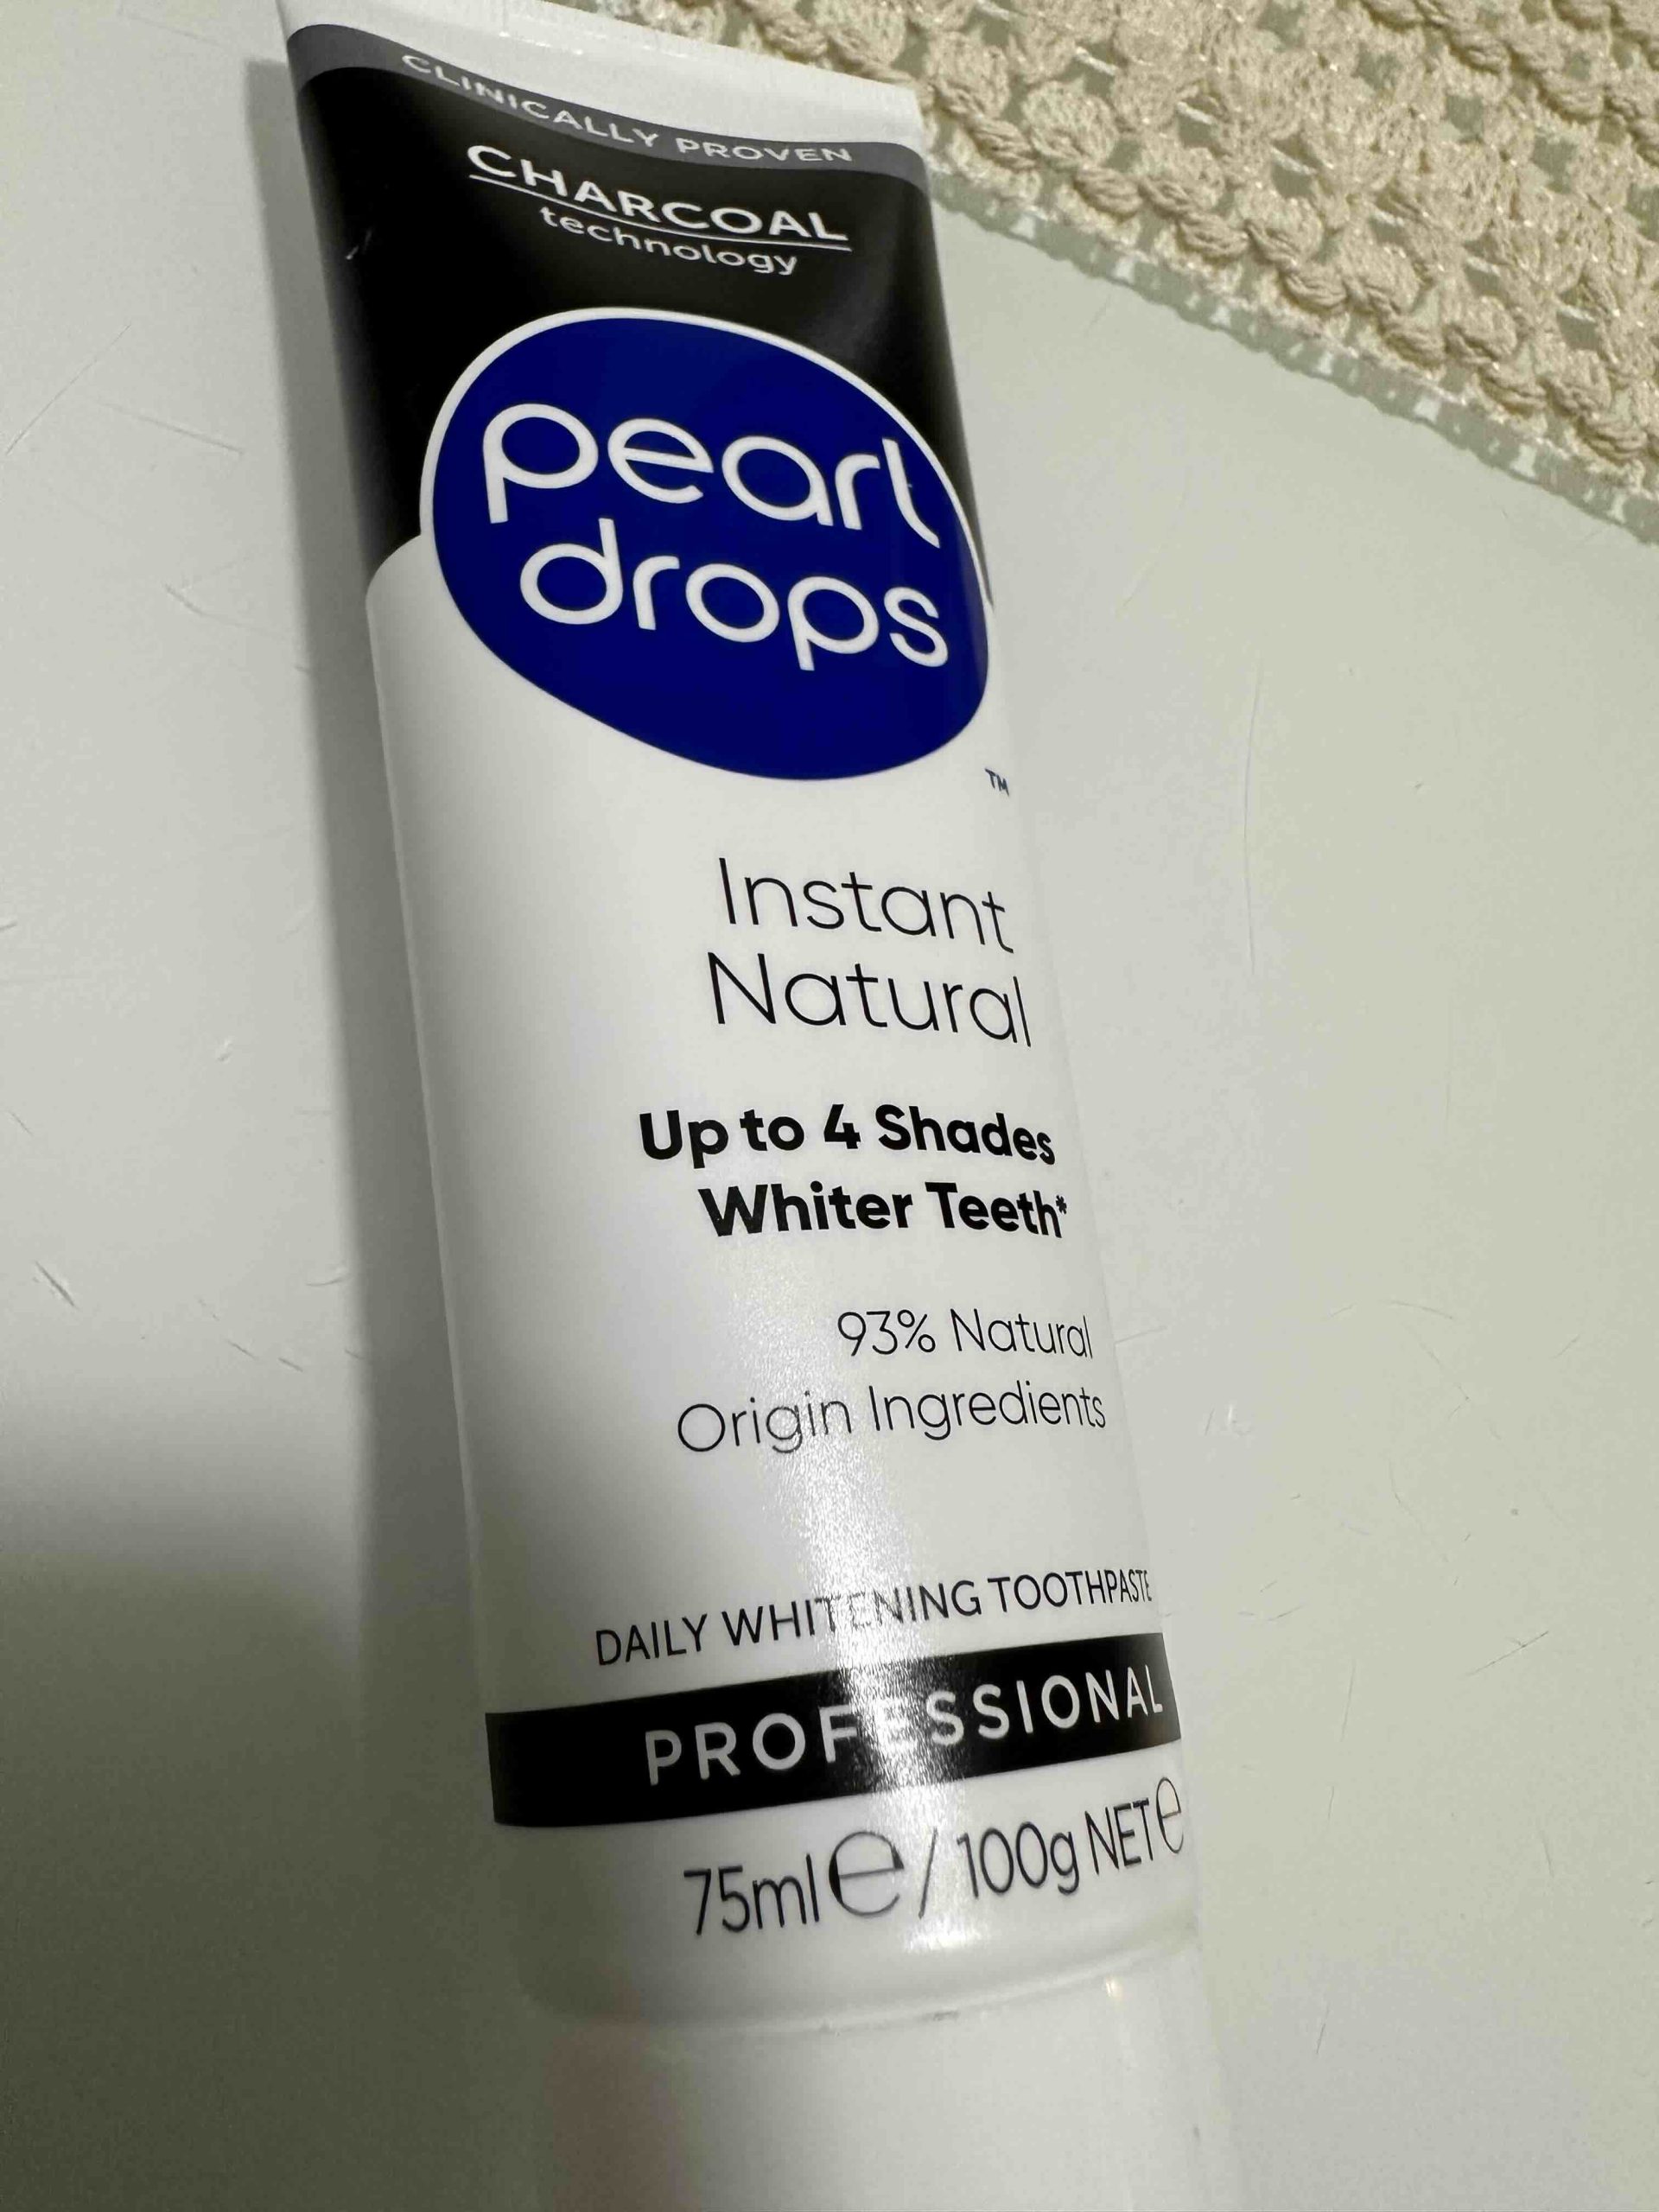 CLINICALLY PROVEN
CHARCOAL
technology
pearl
drops
TM
Instant
Natural
Up to 4 Shades
Whiter Teeth*
93% Natural
Origin Ingredients
DAILY WHITENING TOOTHPASTE
PROFESSIONAL
75ml e / 100g NET e